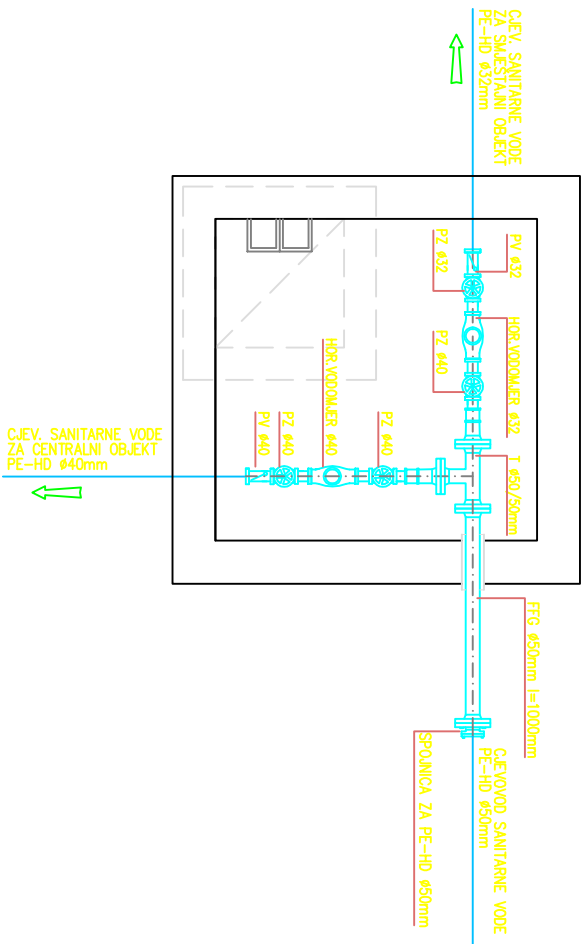 CJEV. SANITARNE VODE
ZA SMJEŠTAJNI OBJEKT
PE-HD ø32mm
PV ø32
PZ ø32
HOR.VODOMJER ø32
PZ ø40
T ø50/50mm
HOR.VODOMJER ø40
PZ ø40
PZ ø40
PV ø40
CJEV. SANITARNE VODE
ZA CENTRALNI OBJEKT
PE-HD ø40mm
FFG ø50mm l=1000mm
CJEVOVOD SANITARNE VODE
PE-HD ø50mm
SPOJNICA ZA PE-HD ø50mm